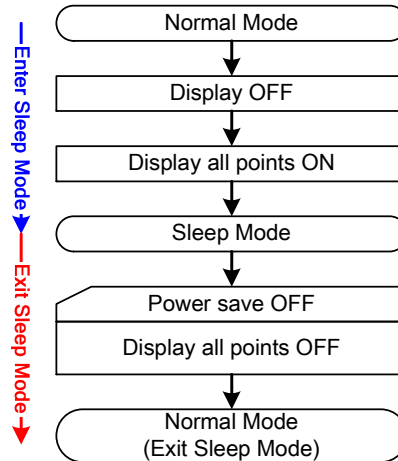 Normal Mode
Display OFF
Display all points ON
Sleep Mode
Power save OFF
Display all points OFF
Normal Mode
(Exit Sleep Mode)
Enter Sleep Mode
Exit Sleep Mode